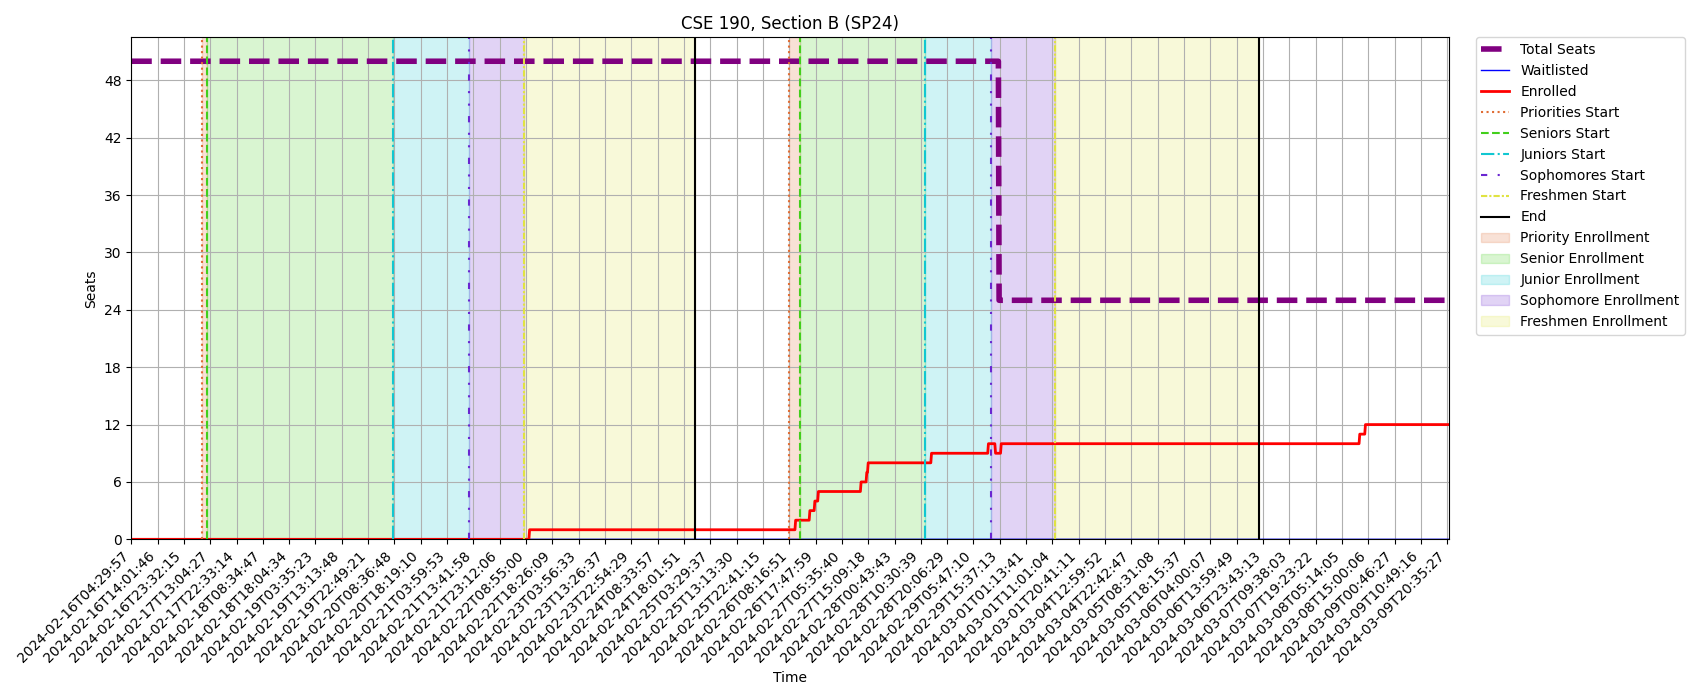 CSE 190, Section B (SP24)
Seats
48
42
36
30
24
18
12
6
0
2024-02-16T04:29:57
2024-02-16T14:01:46
2024-02-16T23:32:15
2024-02-17T13:04:27
2024-02-17T22:33:14
2024-02-18T08:34:47
2024-02-18T18:04:34
2024-02-19T03:35:23
2024-02-19T13:13:48
2024-02-19T22:49:21
2024-02-20T08:36:48
2024-02-20T18:19:10
2024-02-21T03:59:53
2024-02-21T13:41:58
2024-02-21T23:12:06
2024-02-22T08:55:00
2024-02-22T18:26:09
2024-02-23T03:56:33
2024-02-23T13:26:37
2024-02-23T22:54:29
2024-02-24T08:33:57
2024-02-24T18:01:51
2024-02-25T03:29:37
2024-02-25T13:13:30
2024-02-25T22:41:15
2024-02-26T08:16:51
2024-02-26T17:47:59
2024-02-27T05:35:40
2024-02-27T15:09:18
2024-02-28T00:43:43
2024-02-28T10:30:39
2024-02-28T20:06:29
2024-02-29T05:47:10
2024-02-29T15:37:13
2024-03-01T01:13:41
2024-03-01T11:01:04
2024-03-01T20:41:11
2024-03-04T12:59:52
2024-03-04T22:42:47
2024-03-05T08:31:08
2024-03-05T18:15:37
2024-03-06T04:00:07
2024-03-06T13:59:49
2024-03-06T23:43:13
2024-03-07T09:38:03
2024-03-07T19:23:22
2024-03-08T05:14:05
2024-03-08T15:00:06
2024-03-09T00:46:27
2024-03-09T10:49:16
2024-03-09T20:35:27
Time
Total Seats
Waitlisted
Enrolled
Priorities Start
Seniors Start
Juniors Start
Sophomores Start
Freshmen Start
End
Priority Enrollment
Senior Enrollment
Junior Enrollment
Sophomore Enrollment
Freshmen Enrollment